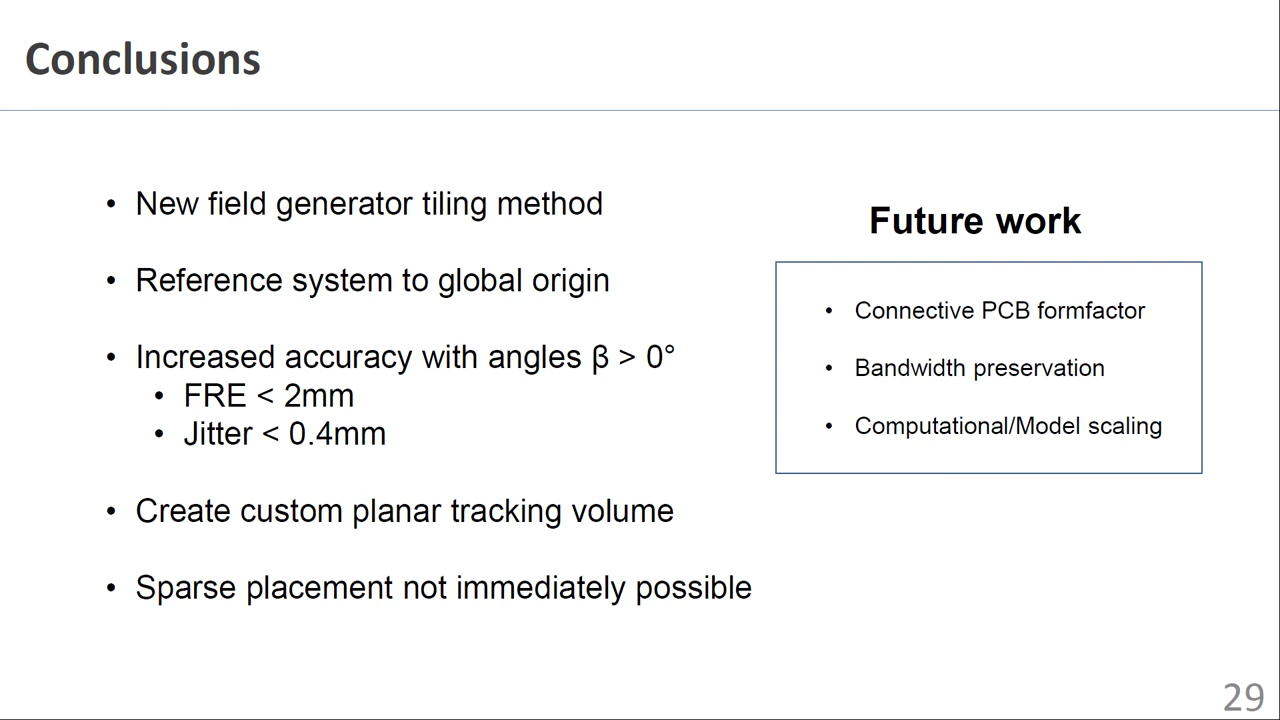 Conclusions
• New field generator tiling method
• Reference system to global origin
• Increased accuracy with angles β > 0°
• FRE < 2mm
• Jitter < 0.4mm
• Create custom planar tracking volume
• Sparse placement not immediately possible
Future work
• Connective PCB formfactor
• Bandwidth preservation
• Computational/Model scaling
29